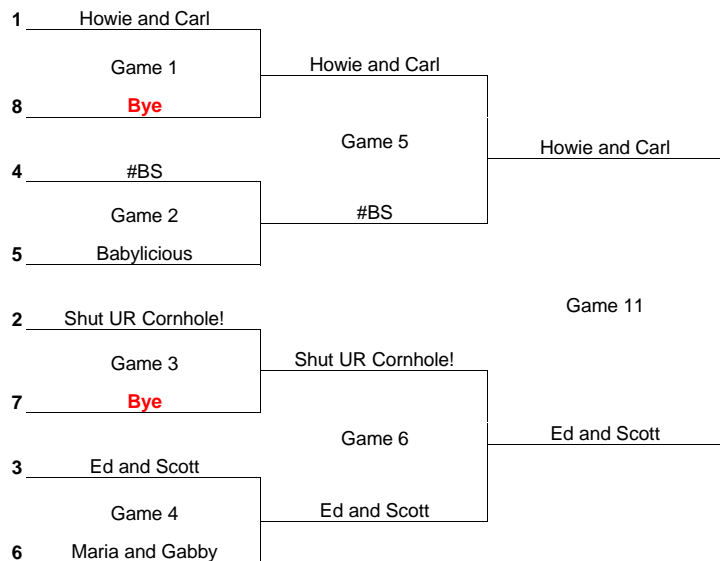 1 Howie and Carl
Game 1
Howie and Carl
8 Bye
Game 5
Howie and Carl
4 #BS
Game 2
#BS
5 Babylicious
Game 11
2 Shut UR Cornhole!
Game 3
Shut UR Cornhole!
7 Bye
Game 6
Ed and Scott
3 Ed and Scott
Game 4
Ed and Scott
6 Maria and Gabby